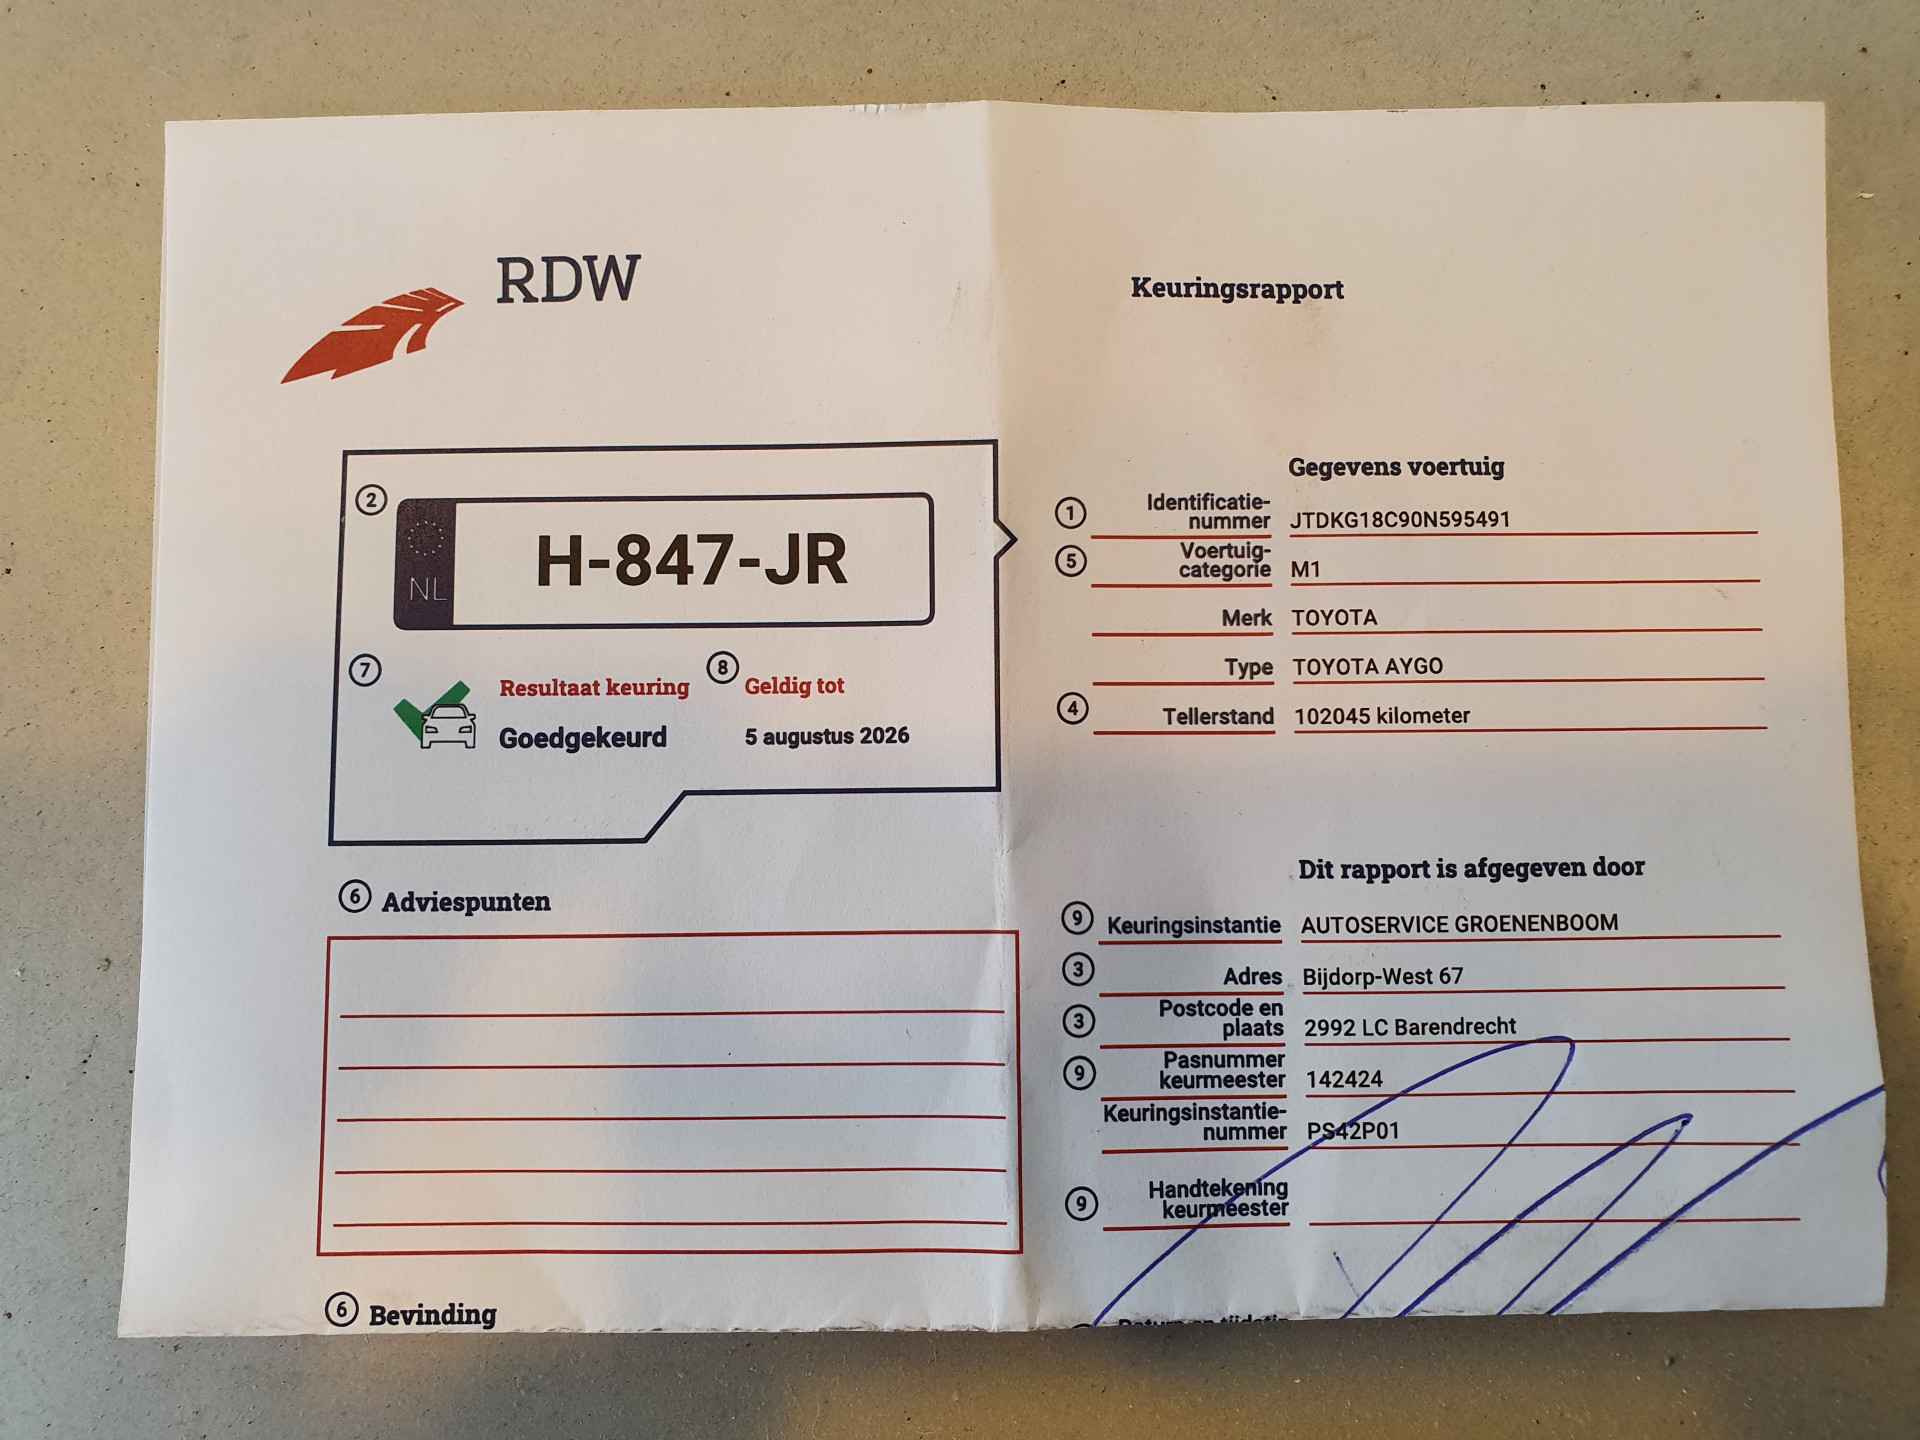 RDW
Keuringsrapport
2
NL
H-847-JR
7
Resultaat keuring
Goedgekeurd
8
Geldig tot
5 augustus 2026
6 Adviespunten
6 Bevinding
Gegevens voertuig
1 Identificatie-
nummer JTDKG18C90N595491
5 Voertuig-
categorie M1
Merk TOYOTA
Type TOYOTA AYGO
4 Tellerstand 102045 kilometer
Dit rapport is afgegeven door
9 Keuringsinstantie AUTOSERVICE GROENENBOOM
3 Adres Bijdorp-West 67
3 Postcode en
plaats 2992 LC Barendrecht
9 Pasnummer
keurmeester 142424
Keuringsinstantie-
nummer PS42P01
9 Handtekening
keurmeester